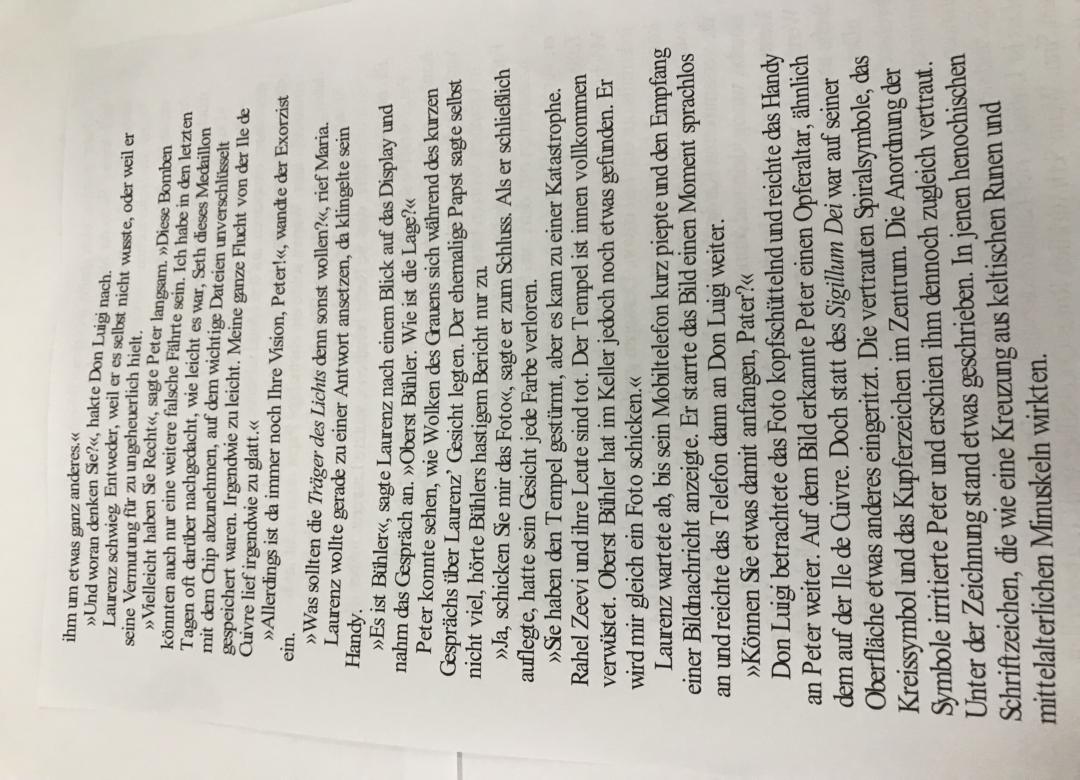 ihm um etwas ganz anderes.«
»Und woran denken Sie?«, hakte Don Luigi nach.
Laurenz schwieg. Entweder, weil er es selbst nicht wusste, oder weil er
seine Vermutung für zu ungeheuerlich hielt.
»Vielleicht haben Sie Recht«, sagte Peter langsam. »Diese Bomben
könnten auch nur eine weitere falsche Fährte sein. Ich habe in den letzten
Tagen oft darüber nachgedacht, wie leicht es war, Seth dieses Medaillon
mit dem Chip abzunehmen, auf dem wichtige Dateien unverschlüsselt
gespeichert waren. Irgendwie zu leicht. Meine ganze Flucht von der Ile de
Cuivre lief irgendwie zu glatt.«
»Allerdings ist da immer noch Ihre Vision, Peter!«, wandte der Exorzist
ein.
»Was sollten die Träger des Lichts denn sonst wollen?«, rief Maria.
Laurenz wollte gerade zu einer Antwort ansetzen, da klingelte sein
Handy.
»Es ist Bühler«, sagte Laurenz nach einem Blick auf das Display und
nahm das Gespräch an. »Oberst Bühler. Wie ist die Lage?«
Peter konnte sehen, wie Wolken des Grauens sich während des kurzen
Gesprächs über Laurenz’ Gesicht legten. Der ehemalige Papst sagte selbst
nicht viel, hörte Bühlers hastigem Bericht nur zu.
»Ja, schicken Sie mir das Foto«, sagte er zum Schluss. Als er schließlich
auflegte, hatte sein Gesicht jede Farbe verloren.
»Sie haben den Tempel gestürmt, aber es kam zu einer Katastrophe.
Rahel Zeevi und ihre Leute sind tot. Der Tempel ist innen vollkommen
verwüstet. Oberst Bühler hat im Keller jedoch noch etwas gefunden. Er
wird mir gleich ein Foto schicken.«
Laurenz wartete ab, bis sein Mobiltelefon kurz piepte und den Empfang
einer Bildnachricht anzeigte. Er starrte das Bild einen Moment sprachlos
an und reichte das Telefon dann an Don Luigi weiter.
»Können Sie etwas damit anfangen, Pater?«
Don Luigi betrachtete das Foto kopfschüttelnd und reichte das Handy
an Peter weiter. Auf dem Bild erkannte Peter einen Opferaltar, ähnlich
dem auf der Ile de Cuivre. Doch statt des Sigillum Dei war auf seiner
Oberfläche etwas anderes eingeritzt. Die vertrauten Spiralsymbole, das
Kreissymbol und das Kupferzeichen im Zentrum. Die Anordnung der
Symbole irritierte Peter und erschien ihm dennoch zugleich vertraut.
Unter der Zeichnung stand etwas geschrieben. In jenen henochischen
Schriftzeichen, die wie eine Kreuzung aus keltischen Runen und
mittelalterlichen Minuskeln wirkten.